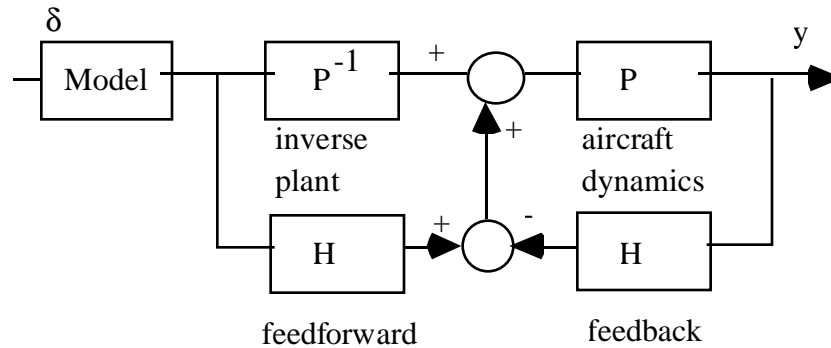 δ
y
Model
P-1
P
+
+
inverse
plant
aircraft
dynamics
H
+
-
H
feedforward
feedback